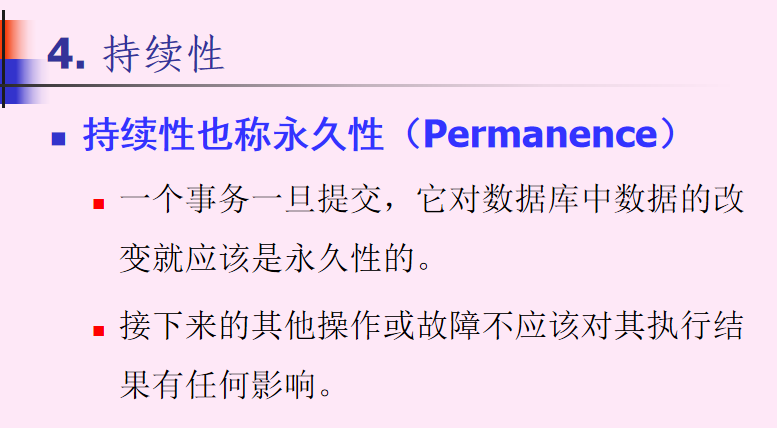 4. 持续性
持续性也称永久性（Permanence）
一个事务一旦提交，它对数据库中数据的改
变就应该是永久性的。
接下来的其他操作或故障不应该对其执行结
果有任何影响。